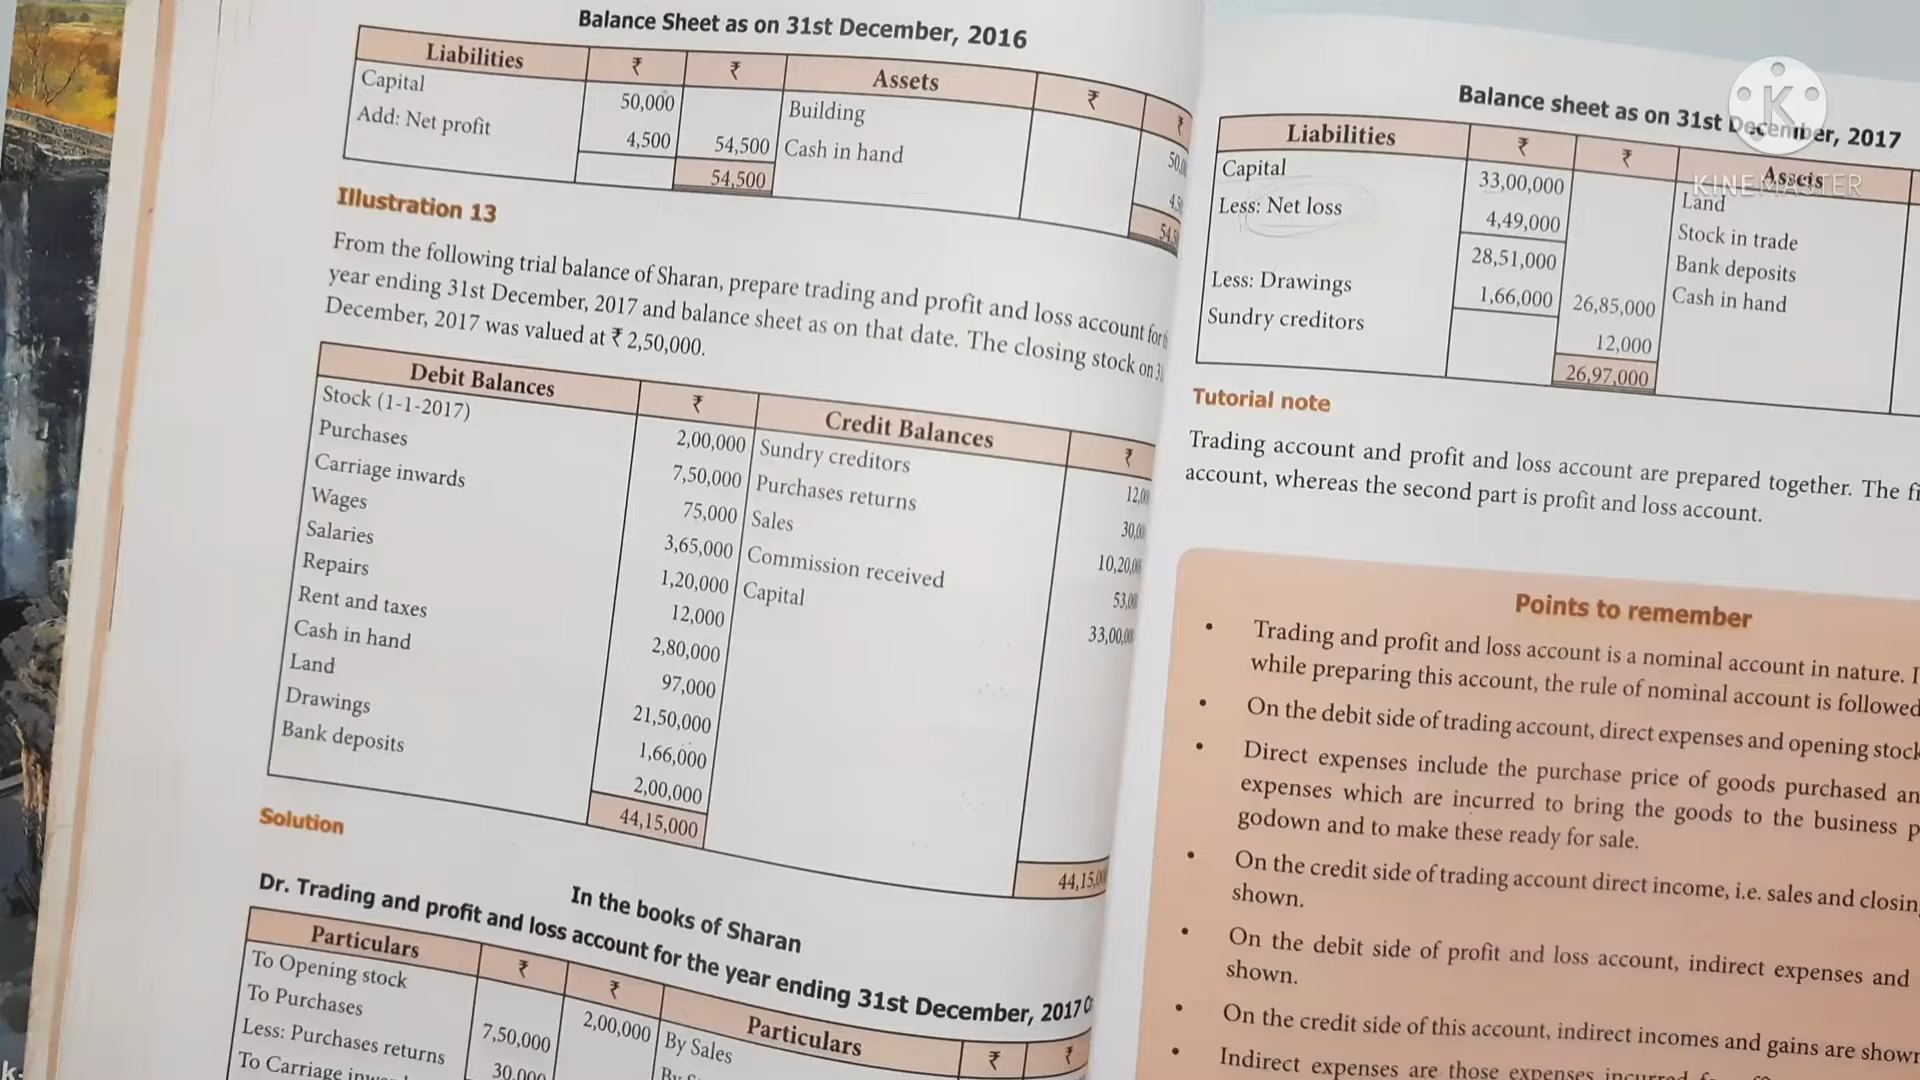 Balance Sheet as on 31st December, 2016
Liabilities ₹ ₹ Assets ₹ ₹
Capital 50,000 Building
Add: Net profit 4,500 54,500 Cash in hand
54,500
Illustration 13
From the following trial balance of Sharan, prepare trading and profit and loss account for
year ending 31st December, 2017 and balance sheet as on that date. The closing stock on
December, 2017 was valued at ₹ 2,50,000.
Debit Balances ₹ Credit Balances ₹
Stock (1-1-2017) 2,00,000 Sundry creditors
Purchases 7,50,000 Purchases returns
Carriage inwards 75,000 Sales
Wages 3,65,000 Commission received
Salaries 1,20,000 Capital
Repairs 12,000
Rent and taxes 2,80,000
Cash in hand 97,000
Land 21,50,000
Drawings 1,66,000
Bank deposits 2,00,000
44,15,000
Solution
In the books of Sharan
Dr. Trading and profit and loss account for the year ending 31st December, 2017
Particulars ₹ ₹ Particulars ₹ ₹
To Opening stock 2,00,000 By Sales
To Purchases 7,50,000
Less: Purchases returns 30,000
To Carriage
Balance sheet as on 31st December, 2017
Liabilities ₹ ₹ Assets
Capital 33,00,000 Land
Less: Net loss 4,49,000 Stock in trade
28,51,000 Bank deposits
Less: Drawings 1,66,000 26,85,000 Cash in hand
Sundry creditors 12,000
26,97,000
Tutorial note
Trading account and profit and loss account are prepared together. The
account, whereas the second part is profit and loss account.
Points to remember
• Trading and profit and loss account is a nominal account in nature.
while preparing this account, the rule of nominal account is followed
• On the debit side of trading account, direct expenses and opening stock
• Direct expenses include the purchase price of goods purchased
expenses which are incurred to bring the goods to the business
godown and to make these ready for sale.
• On the credit side of trading account direct income, i.e. sales and
shown.
• On the debit side of profit and loss account, indirect expenses and
shown.
• On the credit side of this account, indirect incomes and gains are shown
• Indirect expenses are those expenses incurred
K
KINEMASTER